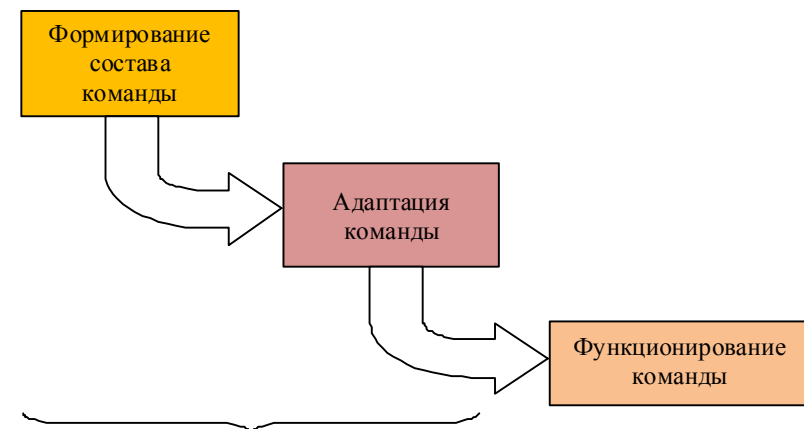 Формирование
состава
команды
Адаптация
команды
Функционирование
команды